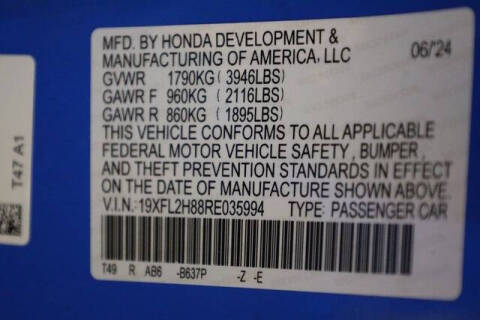 MFD. BY HONDA DEVELOPMENT &
MANUFACTURING OF AMERICA, LLC 06/24
GVWR 1790KG (3946LBS)
GAWR F 960KG (2116LBS)
GAWR R 860KG (1895LBS)
THIS VEHICLE CONFORMS TO ALL APPLICABLE
FEDERAL MOTOR VEHICLE SAFETY, BUMPER,
AND THEFT PREVENTION STANDARDS IN EFFECT
ON THE DATE OF MANUFACTURE SHOWN ABOVE.
V.I.N.:19XFL2H88RE035994 TYPE: PASSENGER CAR
T49 R AB6 -B637P -Z -E
T47 A1